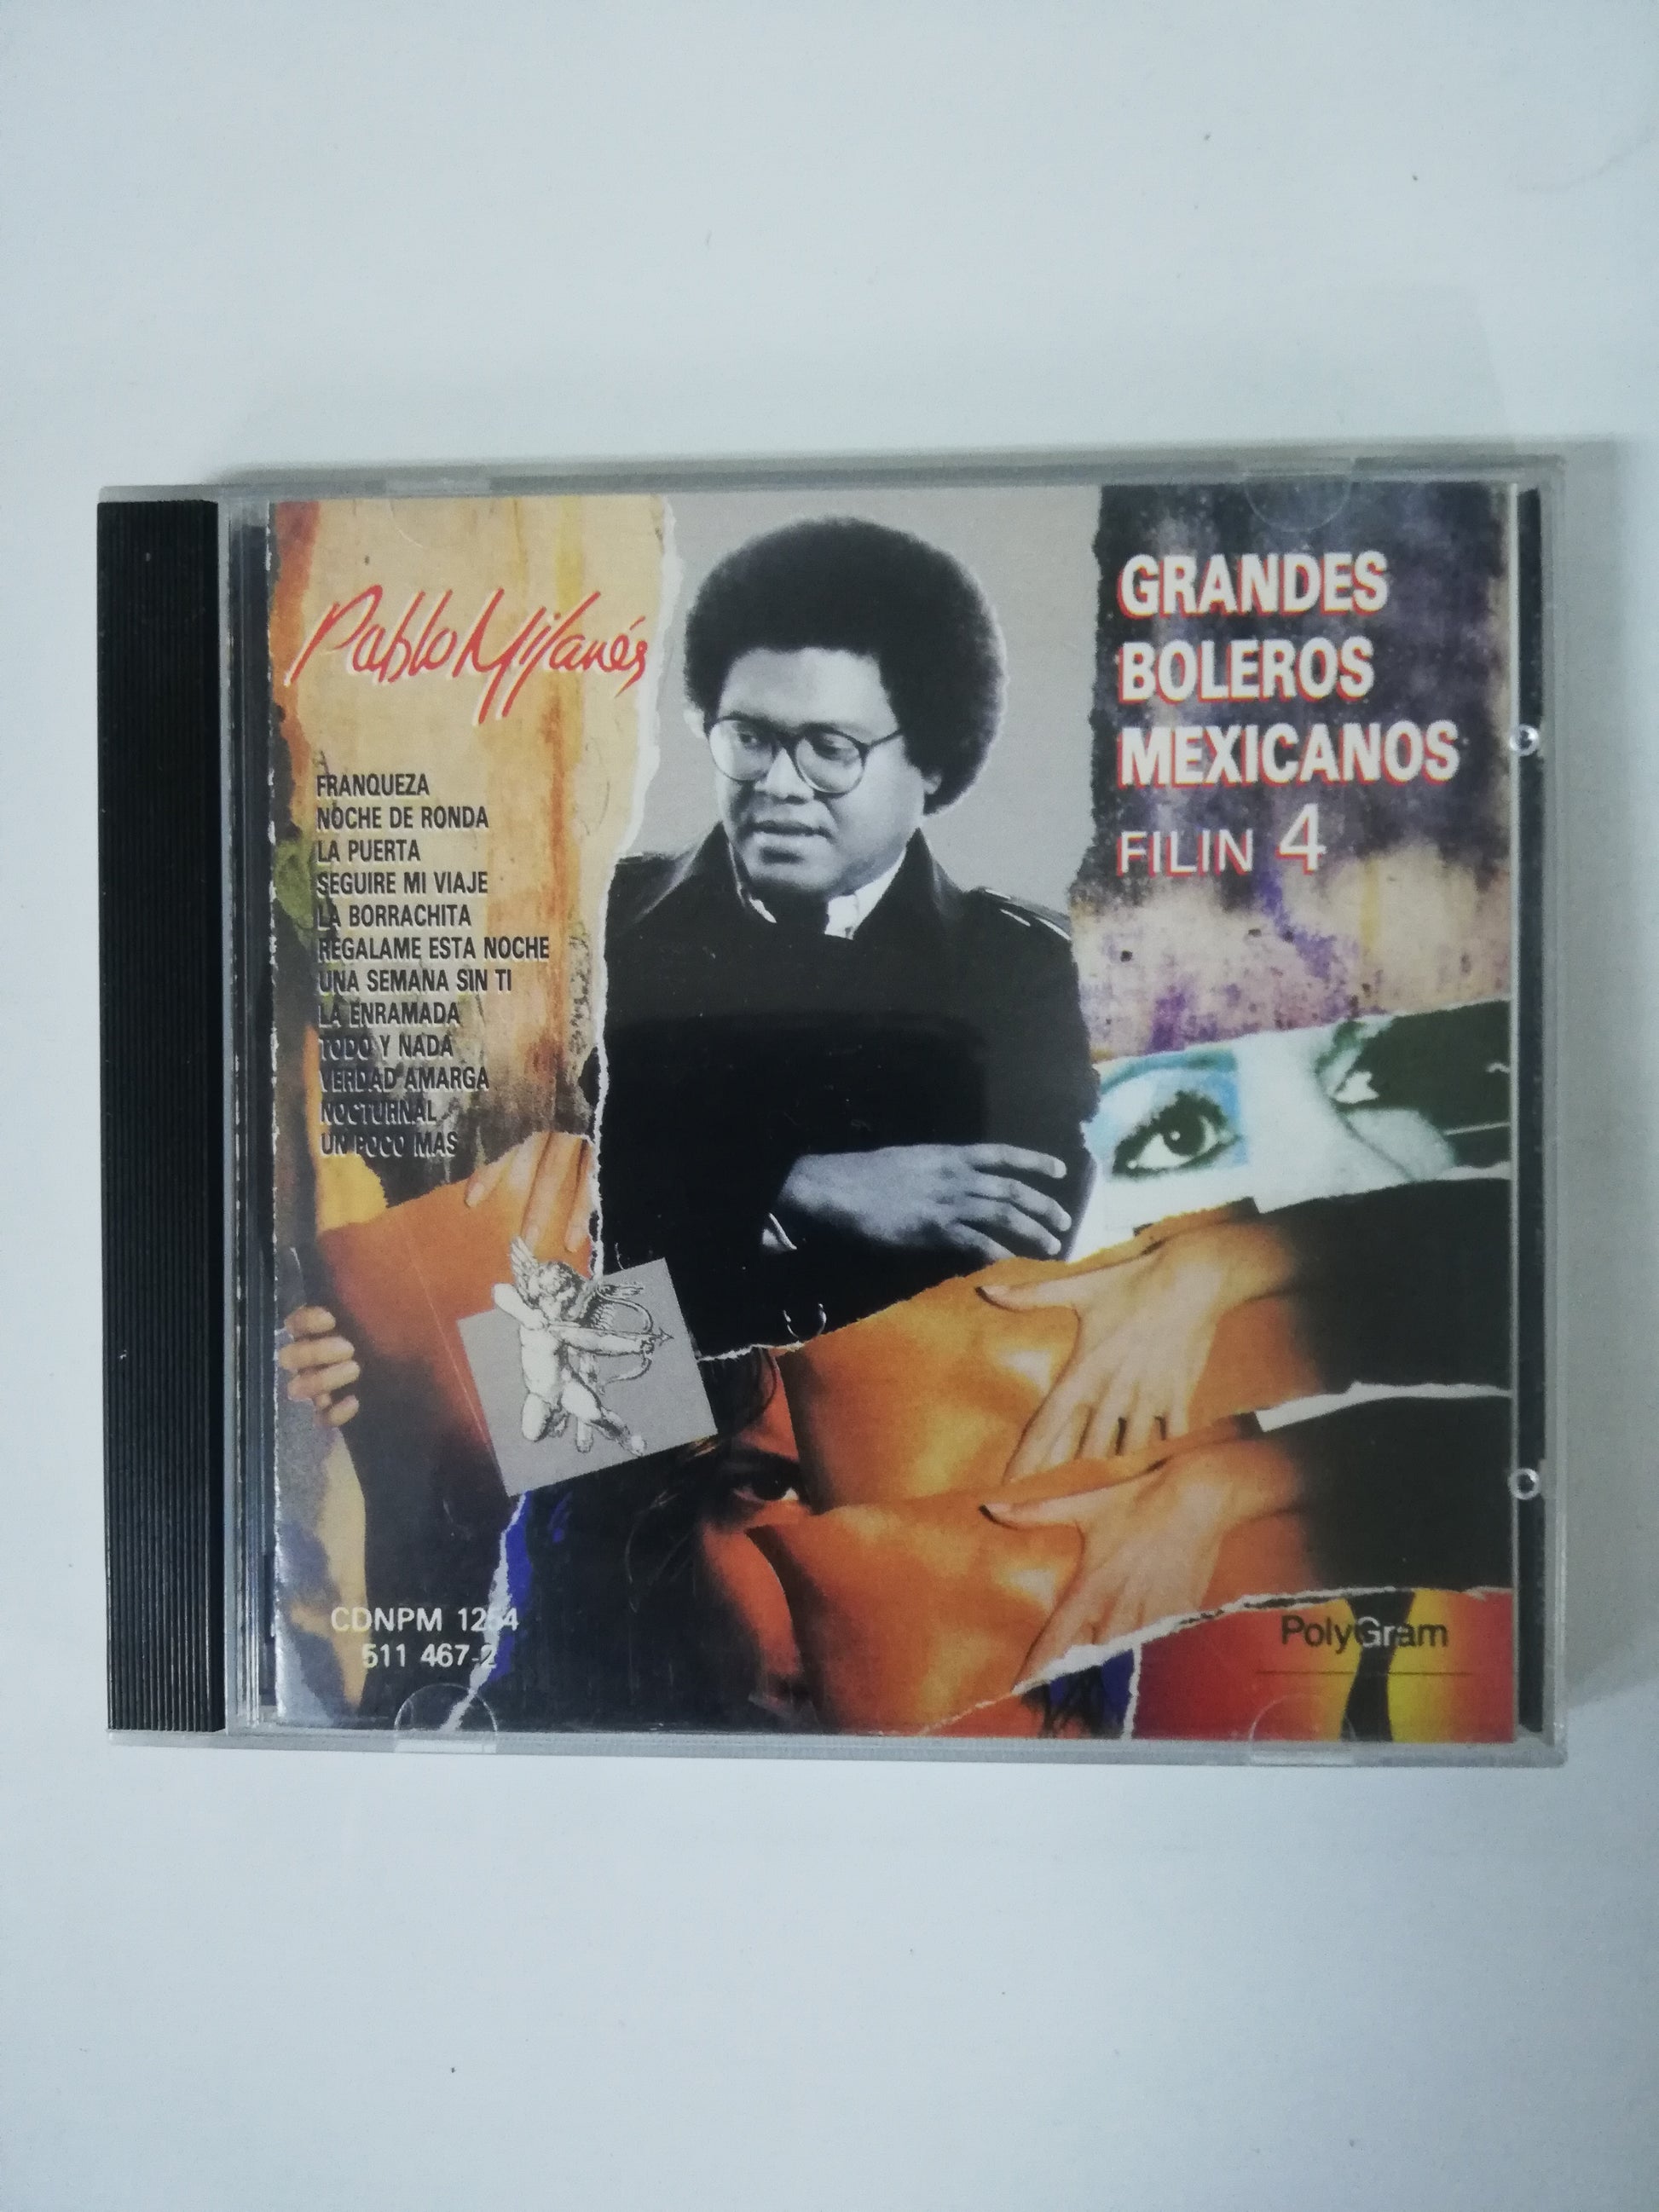 Pablo Milanés
FRANQUEZA
NOCHE DE RONDA
LA PUERTA
SEGUIRE MI VIAJE
LA BORRACHITA
REGALAME ESTA NOCHE
UNA SEMANA SIN TI
LA ENRAMADA
TODO Y NADA
VERDAD AMARGA
NOCTURNAL
UN POCO MAS
GRANDES
BOLEROS
MEXICANOS
FILIN 4
CDNPM 1254
511 467-2
PolyGram